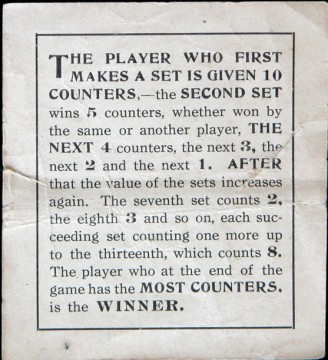 THE PLAYER WHO FIRST
MAKES A SET IS GIVEN 10
COUNTERS,—the SECOND SET
wins 5 counters, whether won by
the same or another player, THE
NEXT 4 counters, the next 3, the
next 2 and the next 1. AFTER
that the value of the sets increases
again. The seventh set counts 2,
the eighth 3 and so on, each suc-
ceeding set counting one more up
to the thirteenth, which counts 8.
The player who at the end of the
game has the MOST COUNTERS,
is the WINNER.